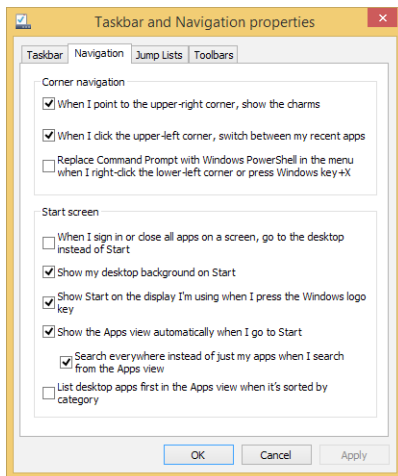 Taskbar and Navigation properties
Taskbar Navigation Jump Lists Toolbars
Corner navigation
When I point to the upper-right corner, show the charms
When I click the upper-left corner, switch between my recent apps
Replace Command Prompt with Windows PowerShell in the menu
when I right-click the lower-left corner or press Windows key+X
Start screen
When I sign in or close all apps on a screen, go to the desktop
instead of Start
Show my desktop background on Start
Show Start on the display I'm using when I press the Windows logo
key
Show the Apps view automatically when I go to Start
Search everywhere instead of just my apps when I search
from the Apps view
List desktop apps first in the Apps view when it's sorted by
category
OK Cancel Apply